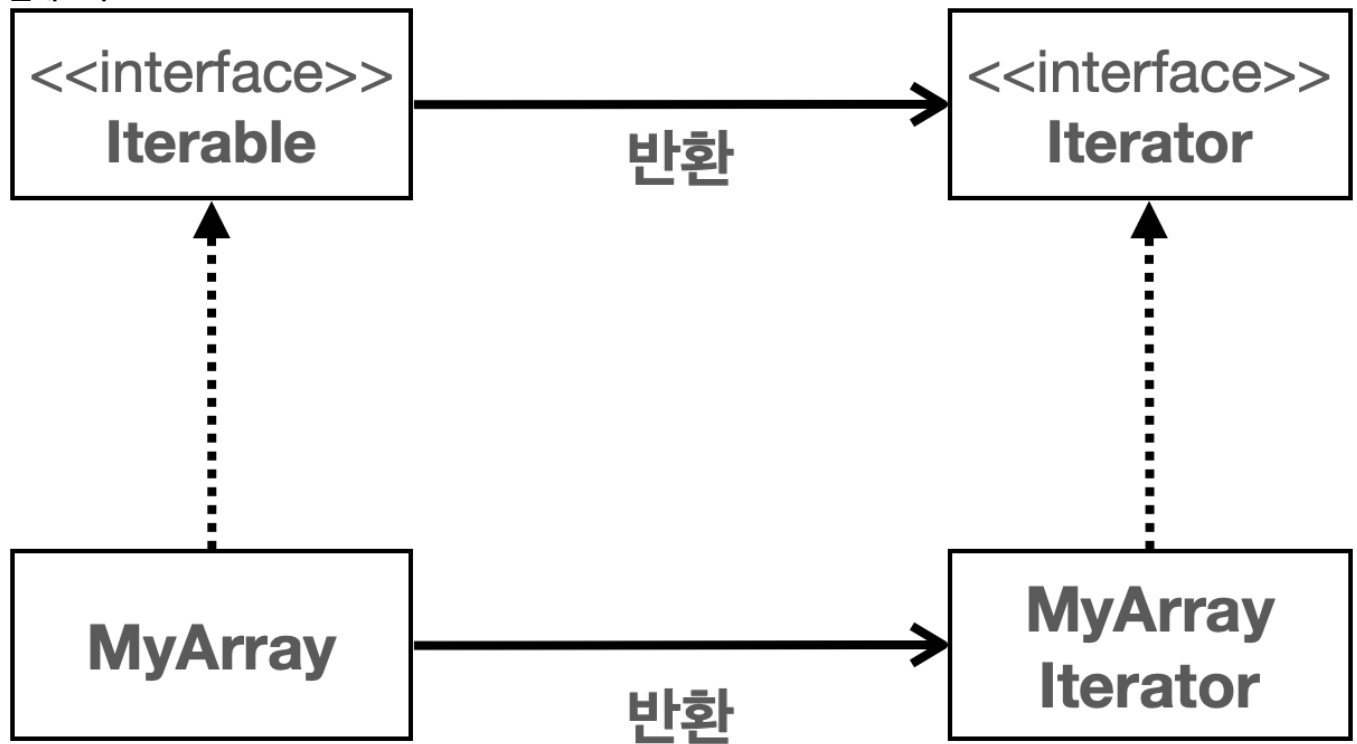 <<interface>>
Iterable
반환
<<interface>>
Iterator
MyArray
반환
MyArray
Iterator